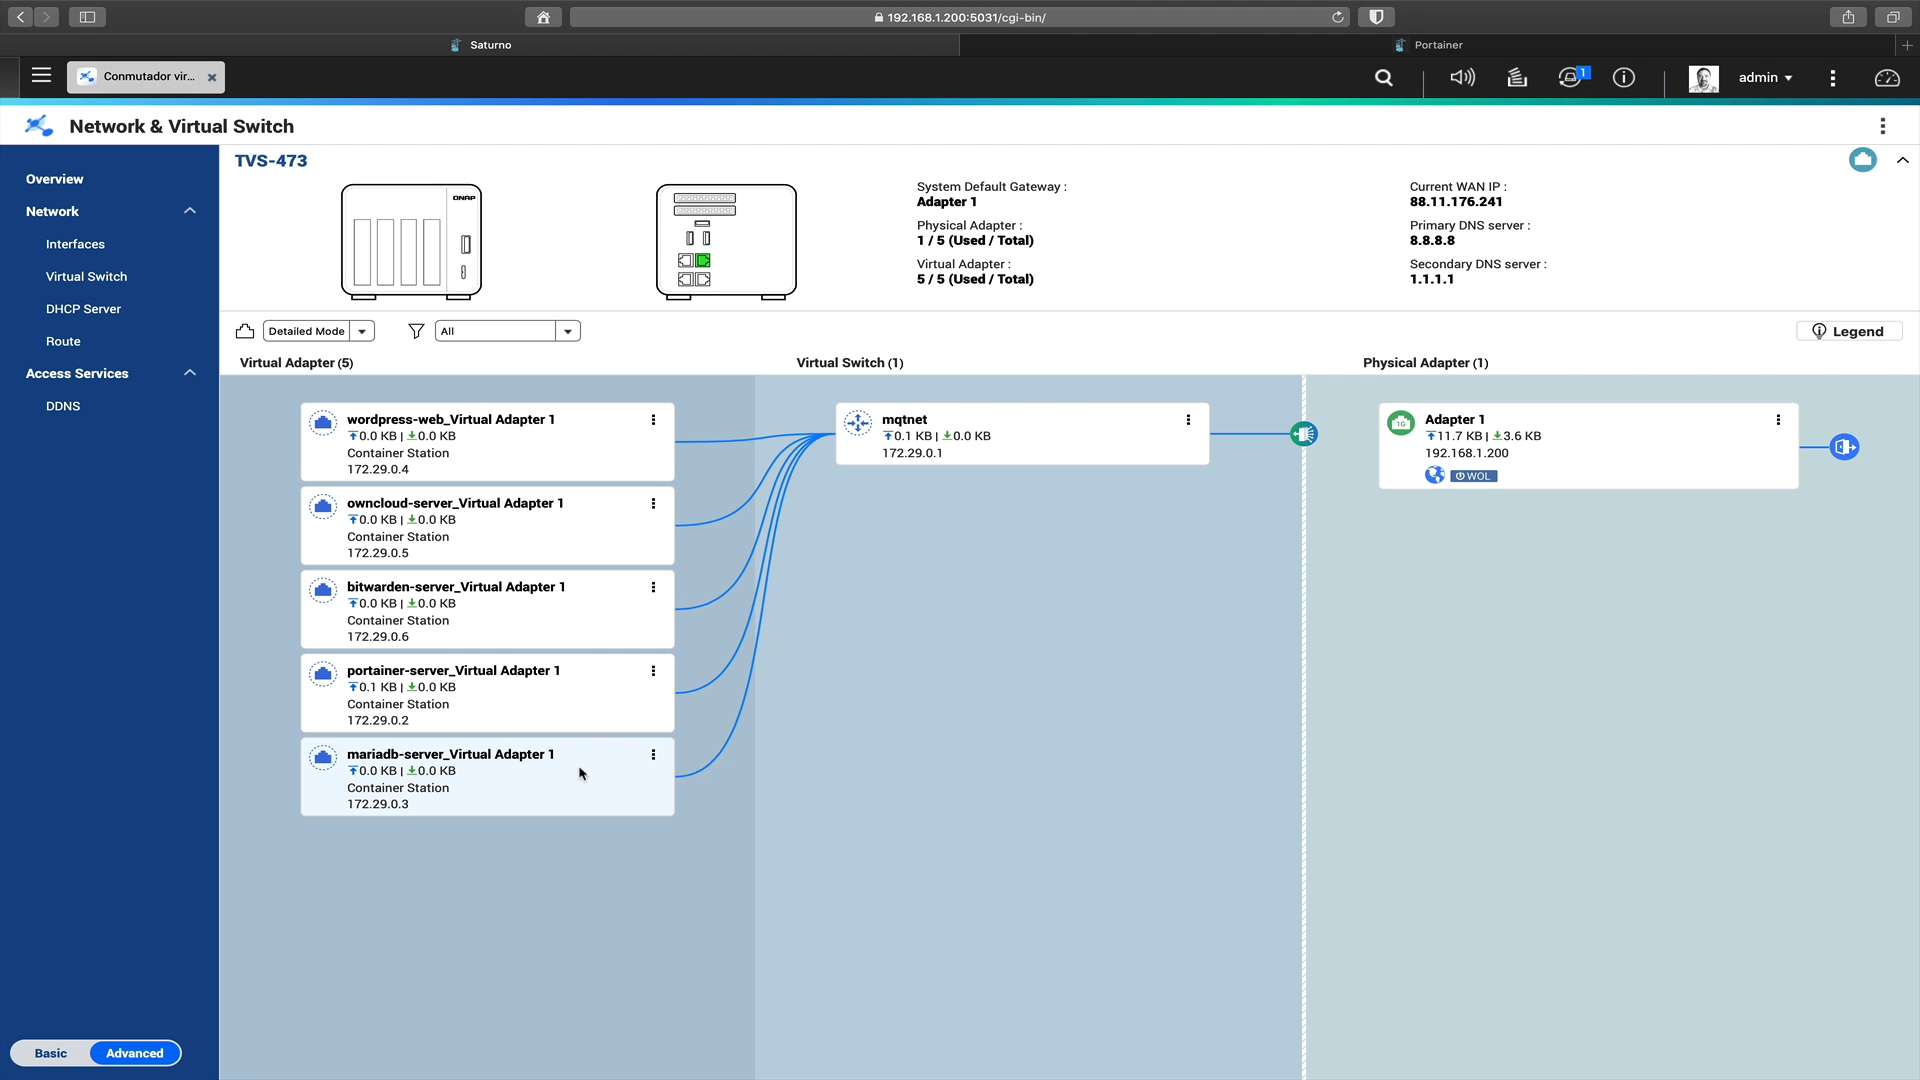 192.168.1.200:5031/cgi-bin/
Saturno
Portainer
Conmutador vir...
1
admin
Network & Virtual Switch
Overview
Network
Interfaces
Virtual Switch
DHCP Server
Route
Access Services
DDNS
Basic
Advanced
TVS-473
QNAP
System Default Gateway :
Adapter 1
Physical Adapter :
1 / 5 (Used / Total)
Virtual Adapter :
5 / 5 (Used / Total)
Current WAN IP :
88.11.176.241
Primary DNS server :
8.8.8.8
Secondary DNS server :
1.1.1.1
Detailed Mode
All
Legend
Virtual Adapter (5)
Virtual Switch (1)
Physical Adapter (1)
wordpress-web_Virtual Adapter 1
0.0 KB | 0.0 KB
Container Station
172.29.0.4
owncloud-server_Virtual Adapter 1
0.0 KB | 0.0 KB
Container Station
172.29.0.5
bitwarden-server_Virtual Adapter 1
0.0 KB | 0.0 KB
Container Station
172.29.0.6
portainer-server_Virtual Adapter 1
0.1 KB | 0.0 KB
Container Station
172.29.0.2
mariadb-server_Virtual Adapter 1
0.0 KB | 0.0 KB
Container Station
172.29.0.3
mqtnet
0.1 KB | 0.0 KB
172.29.0.1
1G
Adapter 1
11.7 KB | 3.6 KB
192.168.1.200
WOL